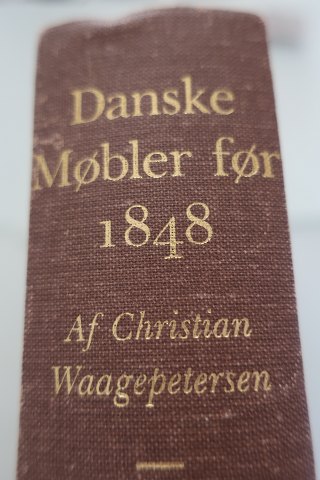 Danske
Møbler før
1848
Af Christian
Waagepetersen